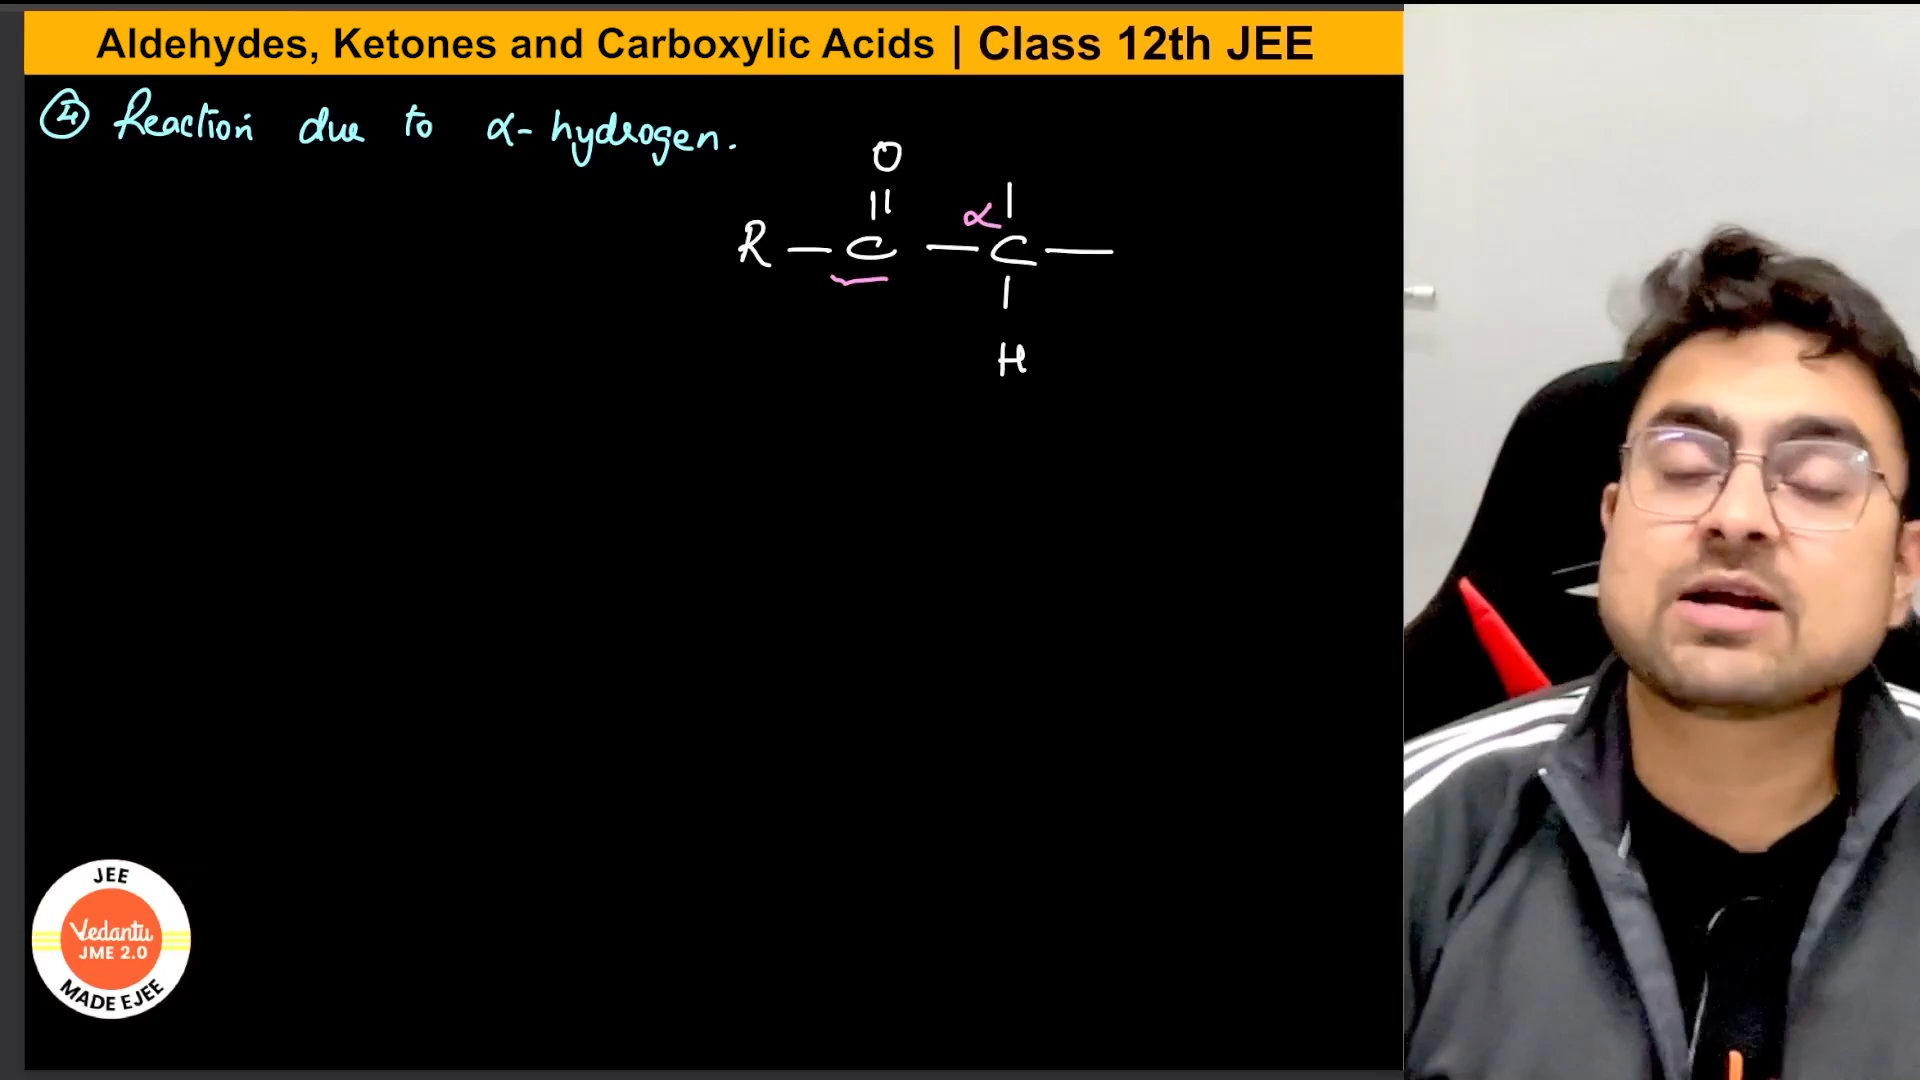 Aldehydes, Ketones and Carboxylic Acids | Class 12th JEE
④ Reaction due to α-hydrogen.
O
||
R — C — C —
α
H
JEE
Vedantu
JME 2.0
MADE EJEE